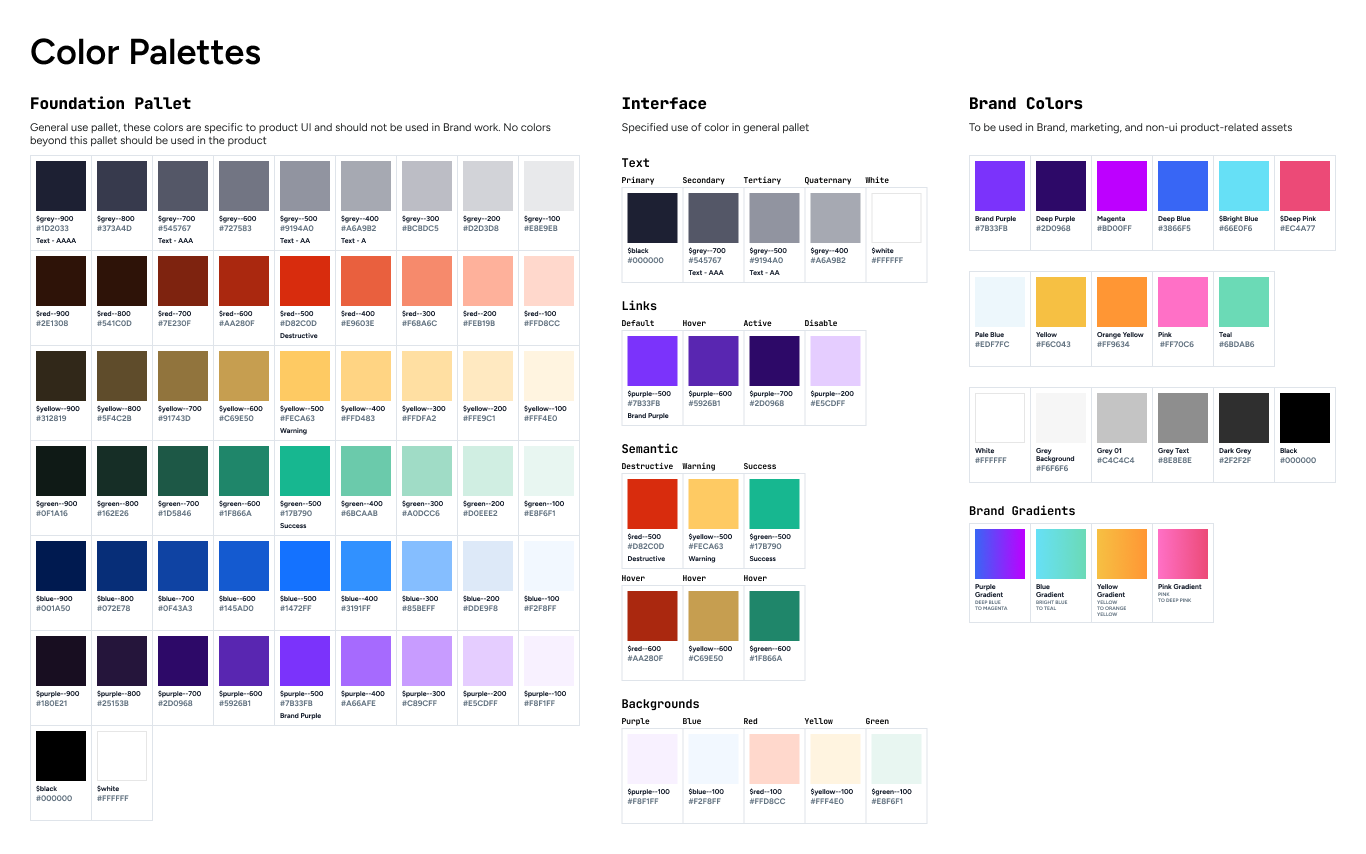 Color Palettes
Foundation Pallet
General use pallet, these colors are specific to product UI and should not be used in Brand work. No colors
beyond this pallet should be used in the product
$grey--900 $grey--800 $grey--700 $grey--600 $grey--500 $grey--400 $grey--300 $grey--200 $grey--100
#1D2033 #373A4D #545767 #727583 #9194A0 #A6A9B2 #BCBDC5 #D2D3D8 #E8E9EB
Text - AAAA Text - AAA Text - AA Text - A
$red--900 $red--800 $red--700 $red--600 $red--500 $red--400 $red--300 $red--200 $red--100
#2E1308 #541C0D #7E230F #AA280F #D82C0D #E9603E #F68A6C #FEB19B #FFD8CC
Destructive
$yellow--900 $yellow--800 $yellow--700 $yellow--600 $yellow--500 $yellow--400 $yellow--300 $yellow--200 $yellow--100
#312819 #5F4C2B #91743D #C69E50 #FECA63 #FFD483 #FFDFA2 #FFE9C1 #FFF4E0
Warning
$green--900 $green--800 $green--700 $green--600 $green--500 $green--400 $green--300 $green--200 $green--100
#0F1A16 #162E26 #1D5846 #1F866A #17B790 #6BCAAB #A0DCC6 #D0EEE2 #E8F6F1
Success
$blue--900 $blue--800 $blue--700 $blue--600 $blue--500 $blue--400 $blue--300 $blue--200 $blue--100
#001A50 #072E78 #0F43A3 #145AD0 #1472FF #3191FF #85BEFF #DDE9F8 #F2F8FF
$purple--900 $purple--800 $purple--700 $purple--600 $purple--500 $purple--400 $purple--300 $purple--200 $purple--100
#180E21 #25153B #2D0968 #5926B1 #7B33FB #A66AFE #C89CFF #E5CDFF #F8F1FF
Brand Purple
$black $white
#000000 #FFFFFF
Interface
Specified use of color in general pallet
Text
Primary Secondary Tertiary Quaternary White
$black $grey--700 $grey--500 $grey--400 $white
#000000 #545767 #9194A0 #A6A9B2 #FFFFFF
Text - AAA Text - AA
Links
Default Hover Active Disable
$purple--500 $purple--600 $purple--700 $purple--200
#7B33FB #5926B1 #2D0968 #E5CDFF
Brand Purple
Semantic
Destructive Warning Success
$red--500 $yellow--500 $green--500
#D82C0D #FECA63 #17B790
Destructive Warning Success
Hover Hover Hover
$red--600 $yellow--600 $green--600
#AA280F #C69E50 #1F866A
Backgrounds
Purple Blue Red Yellow Green
$purple--100 $blue--100 $red--100 $yellow--100 $green--100
#F8F1FF #F2F8FF #FFD8CC #FFF4E0 #E8F6F1
Brand Colors
To be used in Brand, marketing, and non-ui product-related assets
Brand Purple Deep Purple Magenta Deep Blue $Bright Blue $Deep Pink
#7B33FB #2D0968 #BD00FF #3866F5 #66E0F6 #EC4A77
Pale Blue Yellow Orange Yellow Pink Teal
#EDF7FC #F6C043 #FF9634 #FF70C6 #6BDAB6
White Grey Background Grey 01 Grey Text Dark Grey Black
#FFFFFF #F6F6F6 #C4C4C4 #8E8E8E #2F2F2F #000000
Brand Gradients
Purple Blue Yellow Pink Gradient
Gradient Gradient Gradient PINK
DEEP BLUE BRIGHT BLUE YELLOW TO DEEP PINK
TO MAGENTA TO TEAL TO ORANGE
YELLOW